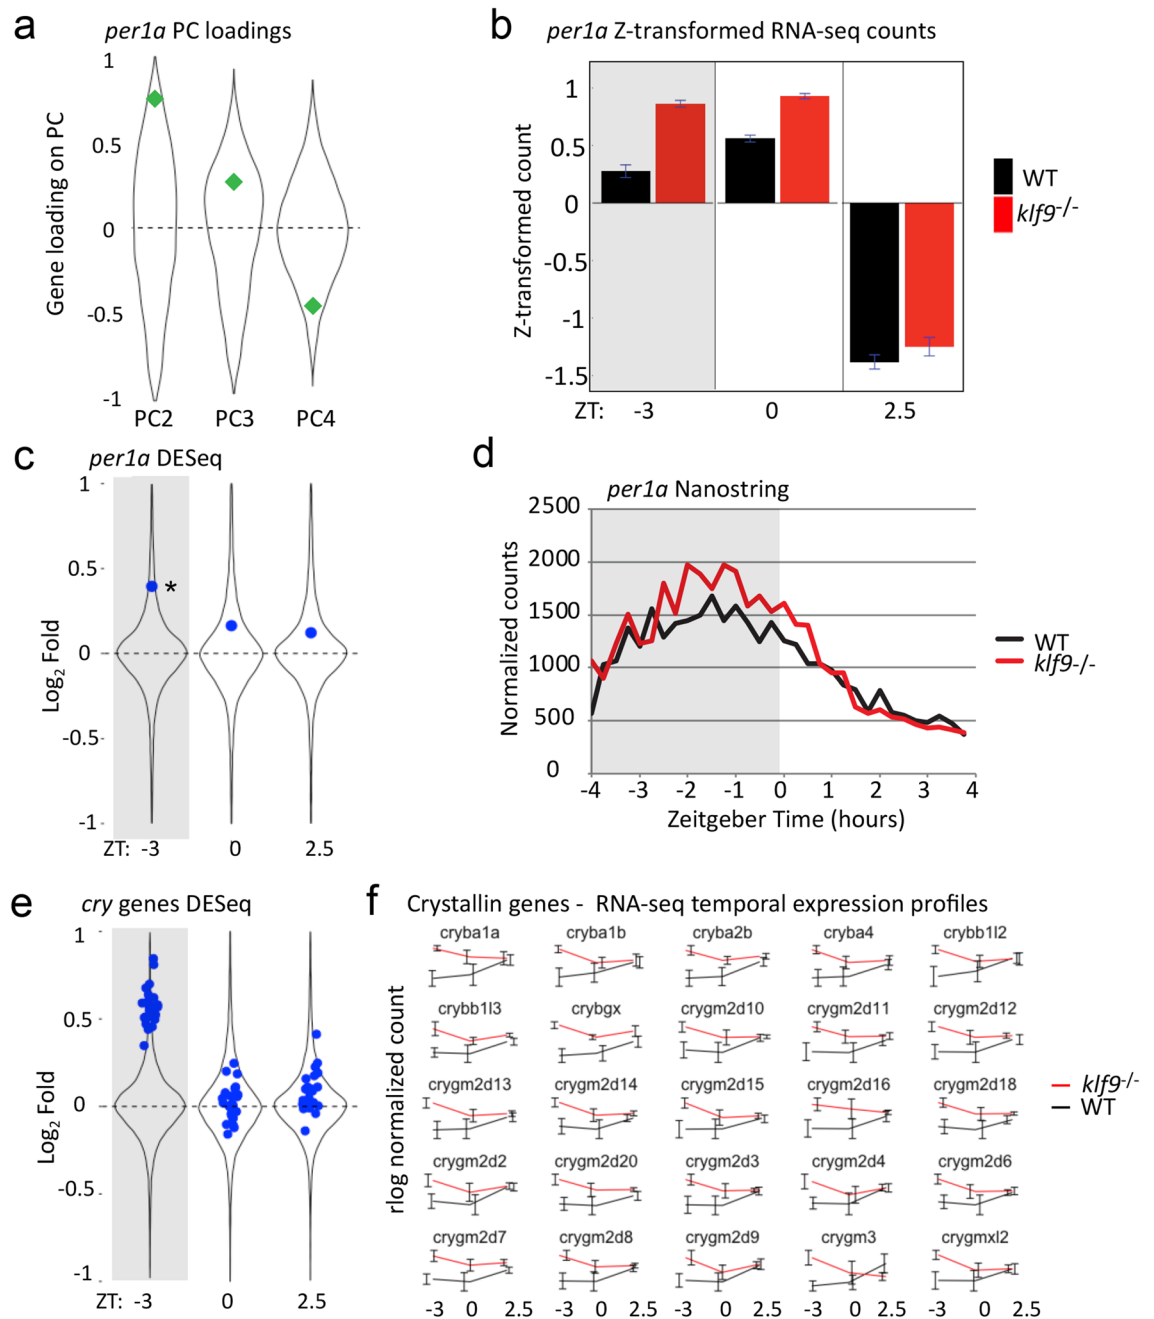 a
per1a PC loadings
1
0.5
0
-0.5
-1
Gene loading on PC
PC2 PC3 PC4
b
per1a Z-transformed RNA-seq counts
1
0.5
0
-0.5
-1
-1.5
Z-transformed count
ZT: -3 0 2.5
WT
klf9-/-
c
per1a DESeq
1
0.5
0
-0.5
-1
Log2 Fold
*
ZT: -3 0 2.5
d
per1a Nanostring
2500
2000
1500
1000
500
0
Normalized counts
-4 -3 -2 -1 0 1 2 3 4
Zeitgeber Time (hours)
WT
klf9-/-
e
cry genes DESeq
1
0.5
0
-0.5
-1
Log2 Fold
ZT: -3 0 2.5
f
Crystallin genes - RNA-seq temporal expression profiles
rlog normalized count
cryba1a cryba1b cryba2b cryba4 crybb1l2
crybb1l3 crybgx crygm2d10 crygm2d11 crygm2d12
crygm2d13 crygm2d14 crygm2d15 crygm2d16 crygm2d18
crygm2d2 crygm2d20 crygm2d3 crygm2d4 crygm2d6
crygm2d7 crygm2d8 crygm2d9 crygm3 crygmxl2
-3 0 2.5 -3 0 2.5 -3 0 2.5 -3 0 2.5 -3 0 2.5
klf9-/-
WT